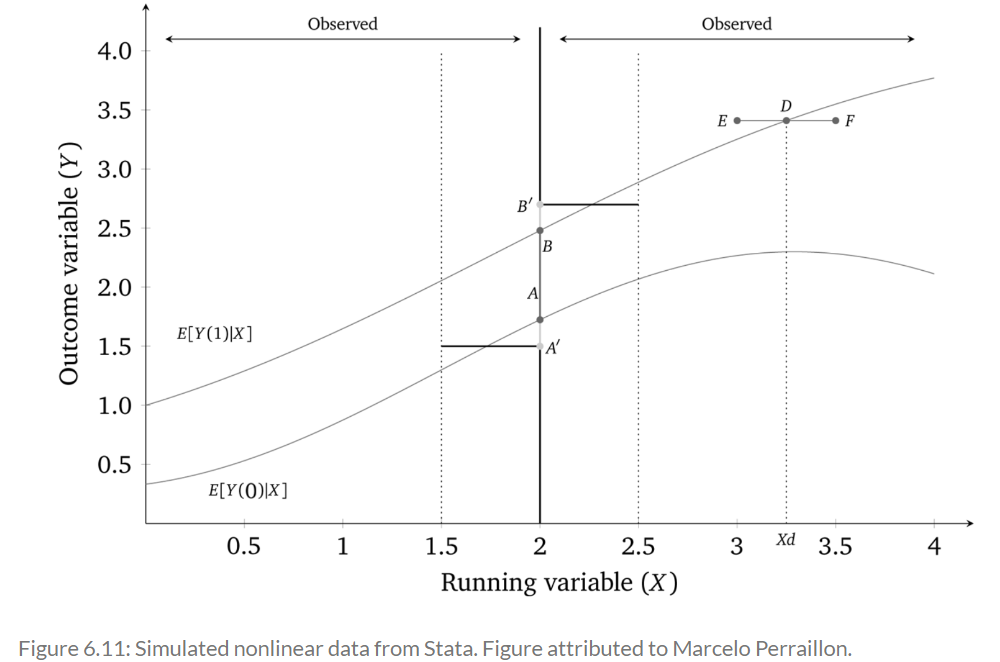 Observed Observed
4.0
3.5
3.0
2.5
2.0
1.5
1.0
0.5
Outcome variable (Y)
E D F
B′
B
A
A′
E[Y(1)|X]
E[Y(0)|X]
0.5 1 1.5 2 2.5 3 Xd 3.5 4
Running variable (X)
Figure 6.11: Simulated nonlinear data from Stata. Figure attributed to Marcelo Perraillon.